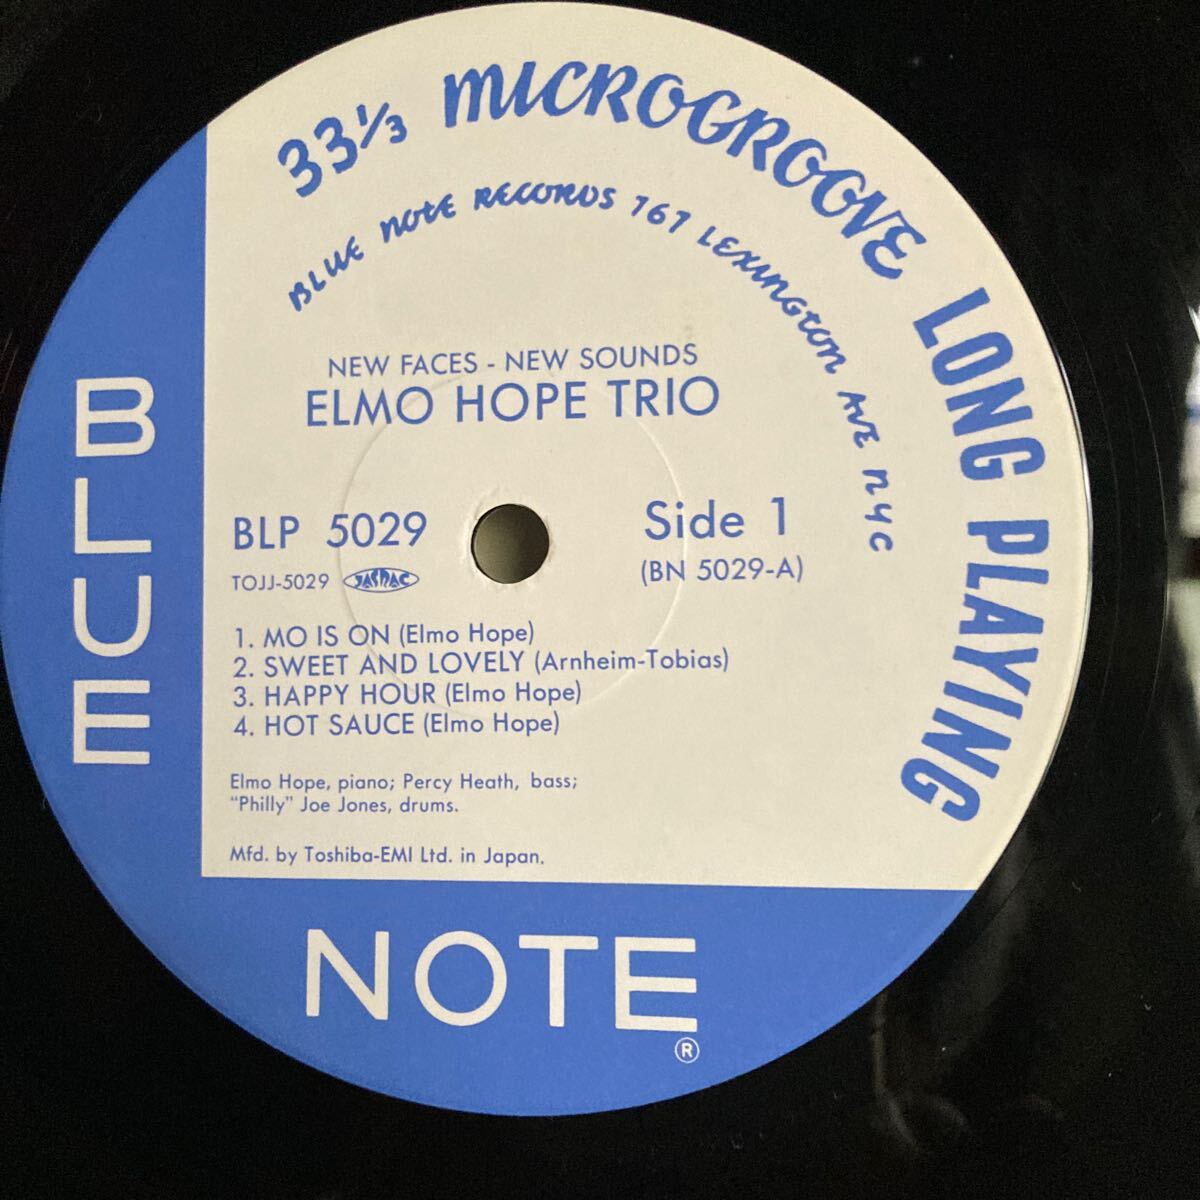 33⅓ MICROGROOVE LONG PLAYING
BLUE NOTE RECORDS 767 LEXINGTON AVE NYC
NEW FACES - NEW SOUNDS
ELMO HOPE TRIO
BLP 5029
Side 1
TOJJ-5029 JASRAC
(BN 5029-A)
1. MO IS ON (Elmo Hope)
2. SWEET AND LOVELY (Arnheim-Tobias)
3. HAPPY HOUR (Elmo Hope)
4. HOT SAUCE (Elmo Hope)
Elmo Hope, piano; Percy Heath, bass;
“Philly” Joe Jones, drums.
Mfd. by Toshiba-EMI Ltd. in Japan.
BLUE
NOTE
®